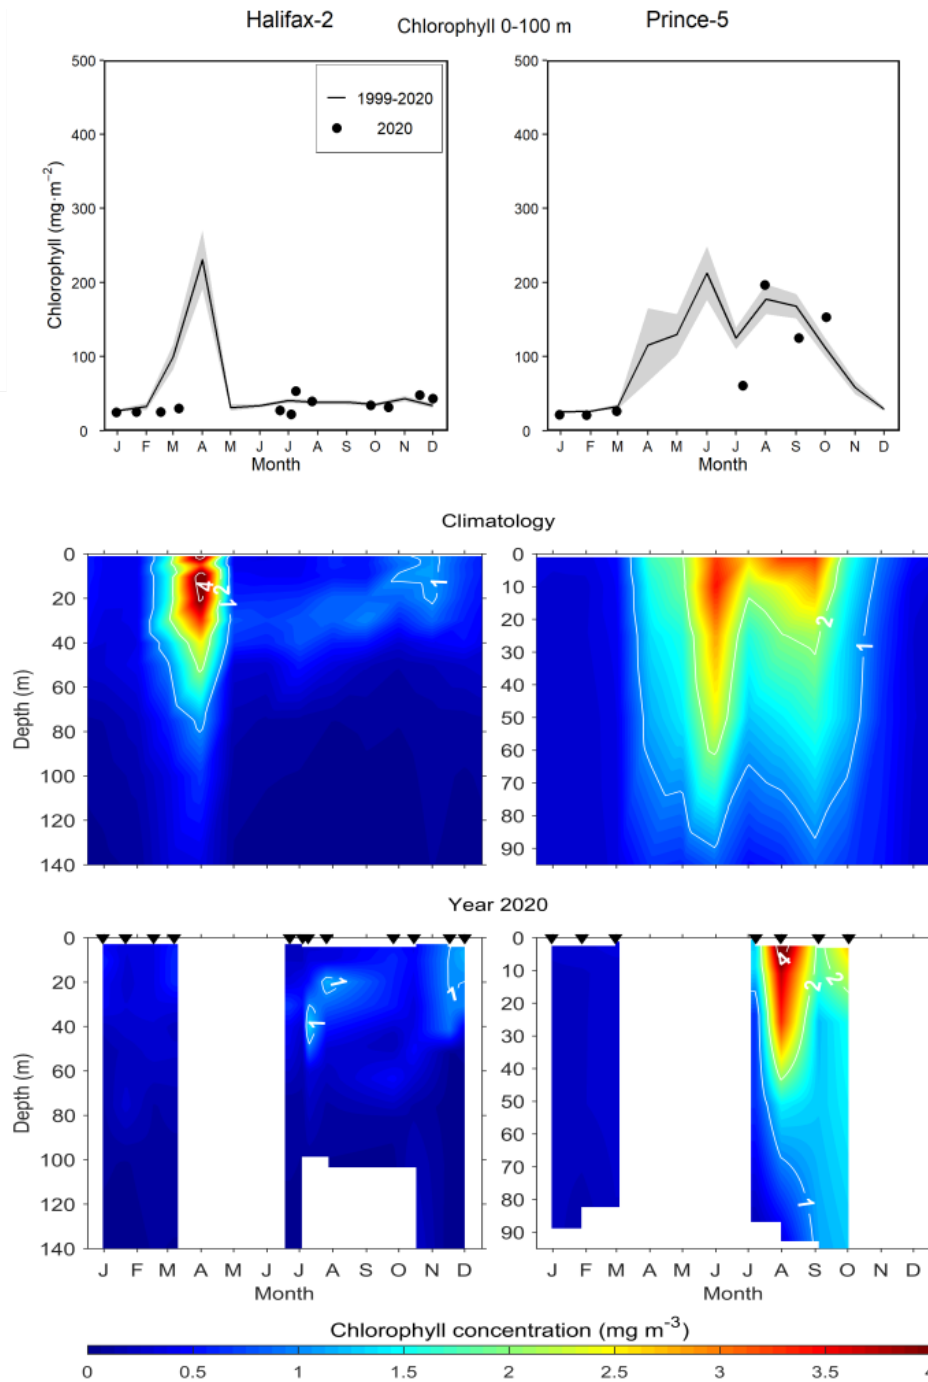 Halifax-2 Chlorophyll 0-100 m Prince-5
500 500
1999-2020
2020
400 400
300 300
200 200
100 100
0 0
Chlorophyll (mg·m-2)
J F M A M J J A S O N D J F M A M J J A S O N D
Month Month
Climatology
0 0
20 10
40 20
60 30
80 40
100 50
120 60
140 70
80
90
Depth (m)
4 2 1 1 2 1
Year 2020
0 0
20 10
40 20
60 30
80 40
100 50
120 60
140 70
80
90
Depth (m)
1 1 1 4 2 2 1
J F M A M J J A S O N D J F M A M J J A S O N D
Month Month
Chlorophyll concentration (mg m-3)
0 0.5 1 1.5 2 2.5 3 3.5 4